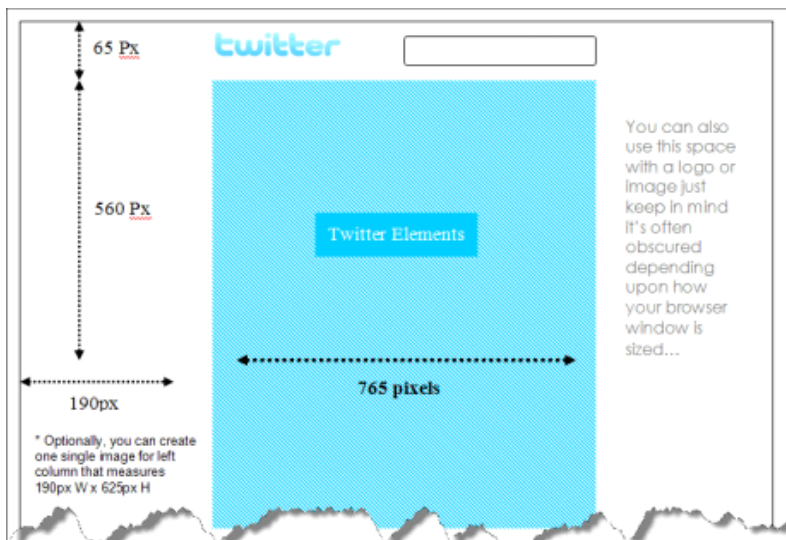 65 Px
twitter
560 Px
Twitter Elements
765 pixels
190px
* Optionally, you can create
one single image for left
column that measures
190px W x 625px H
You can also
use this space
with a logo or
image just
keep in mind
It's often
obscured
depending
upon how
your browser
window is
sized...